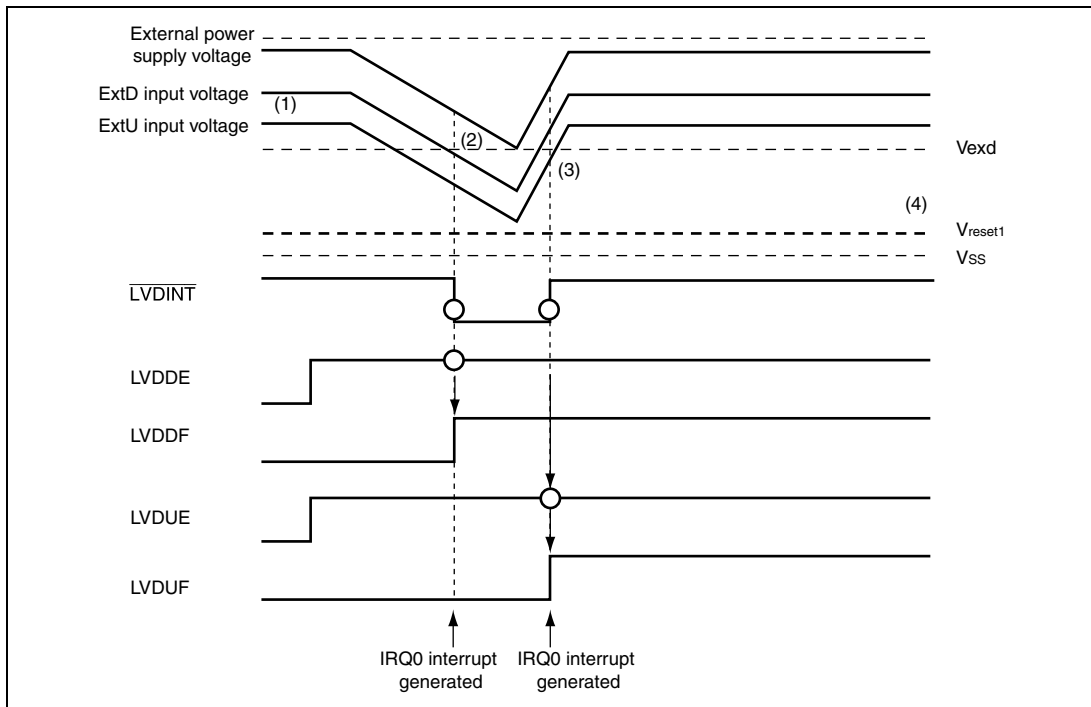 External power
supply voltage
ExtD input voltage
(1)
ExtU input voltage
(2)
Vexd
(3)
(4)
Vreset1
VSS
LVDINT
LVDDE
LVDDF
LVDUE
LVDUF
IRQ0 interrupt
generated
IRQ0 interrupt
generated